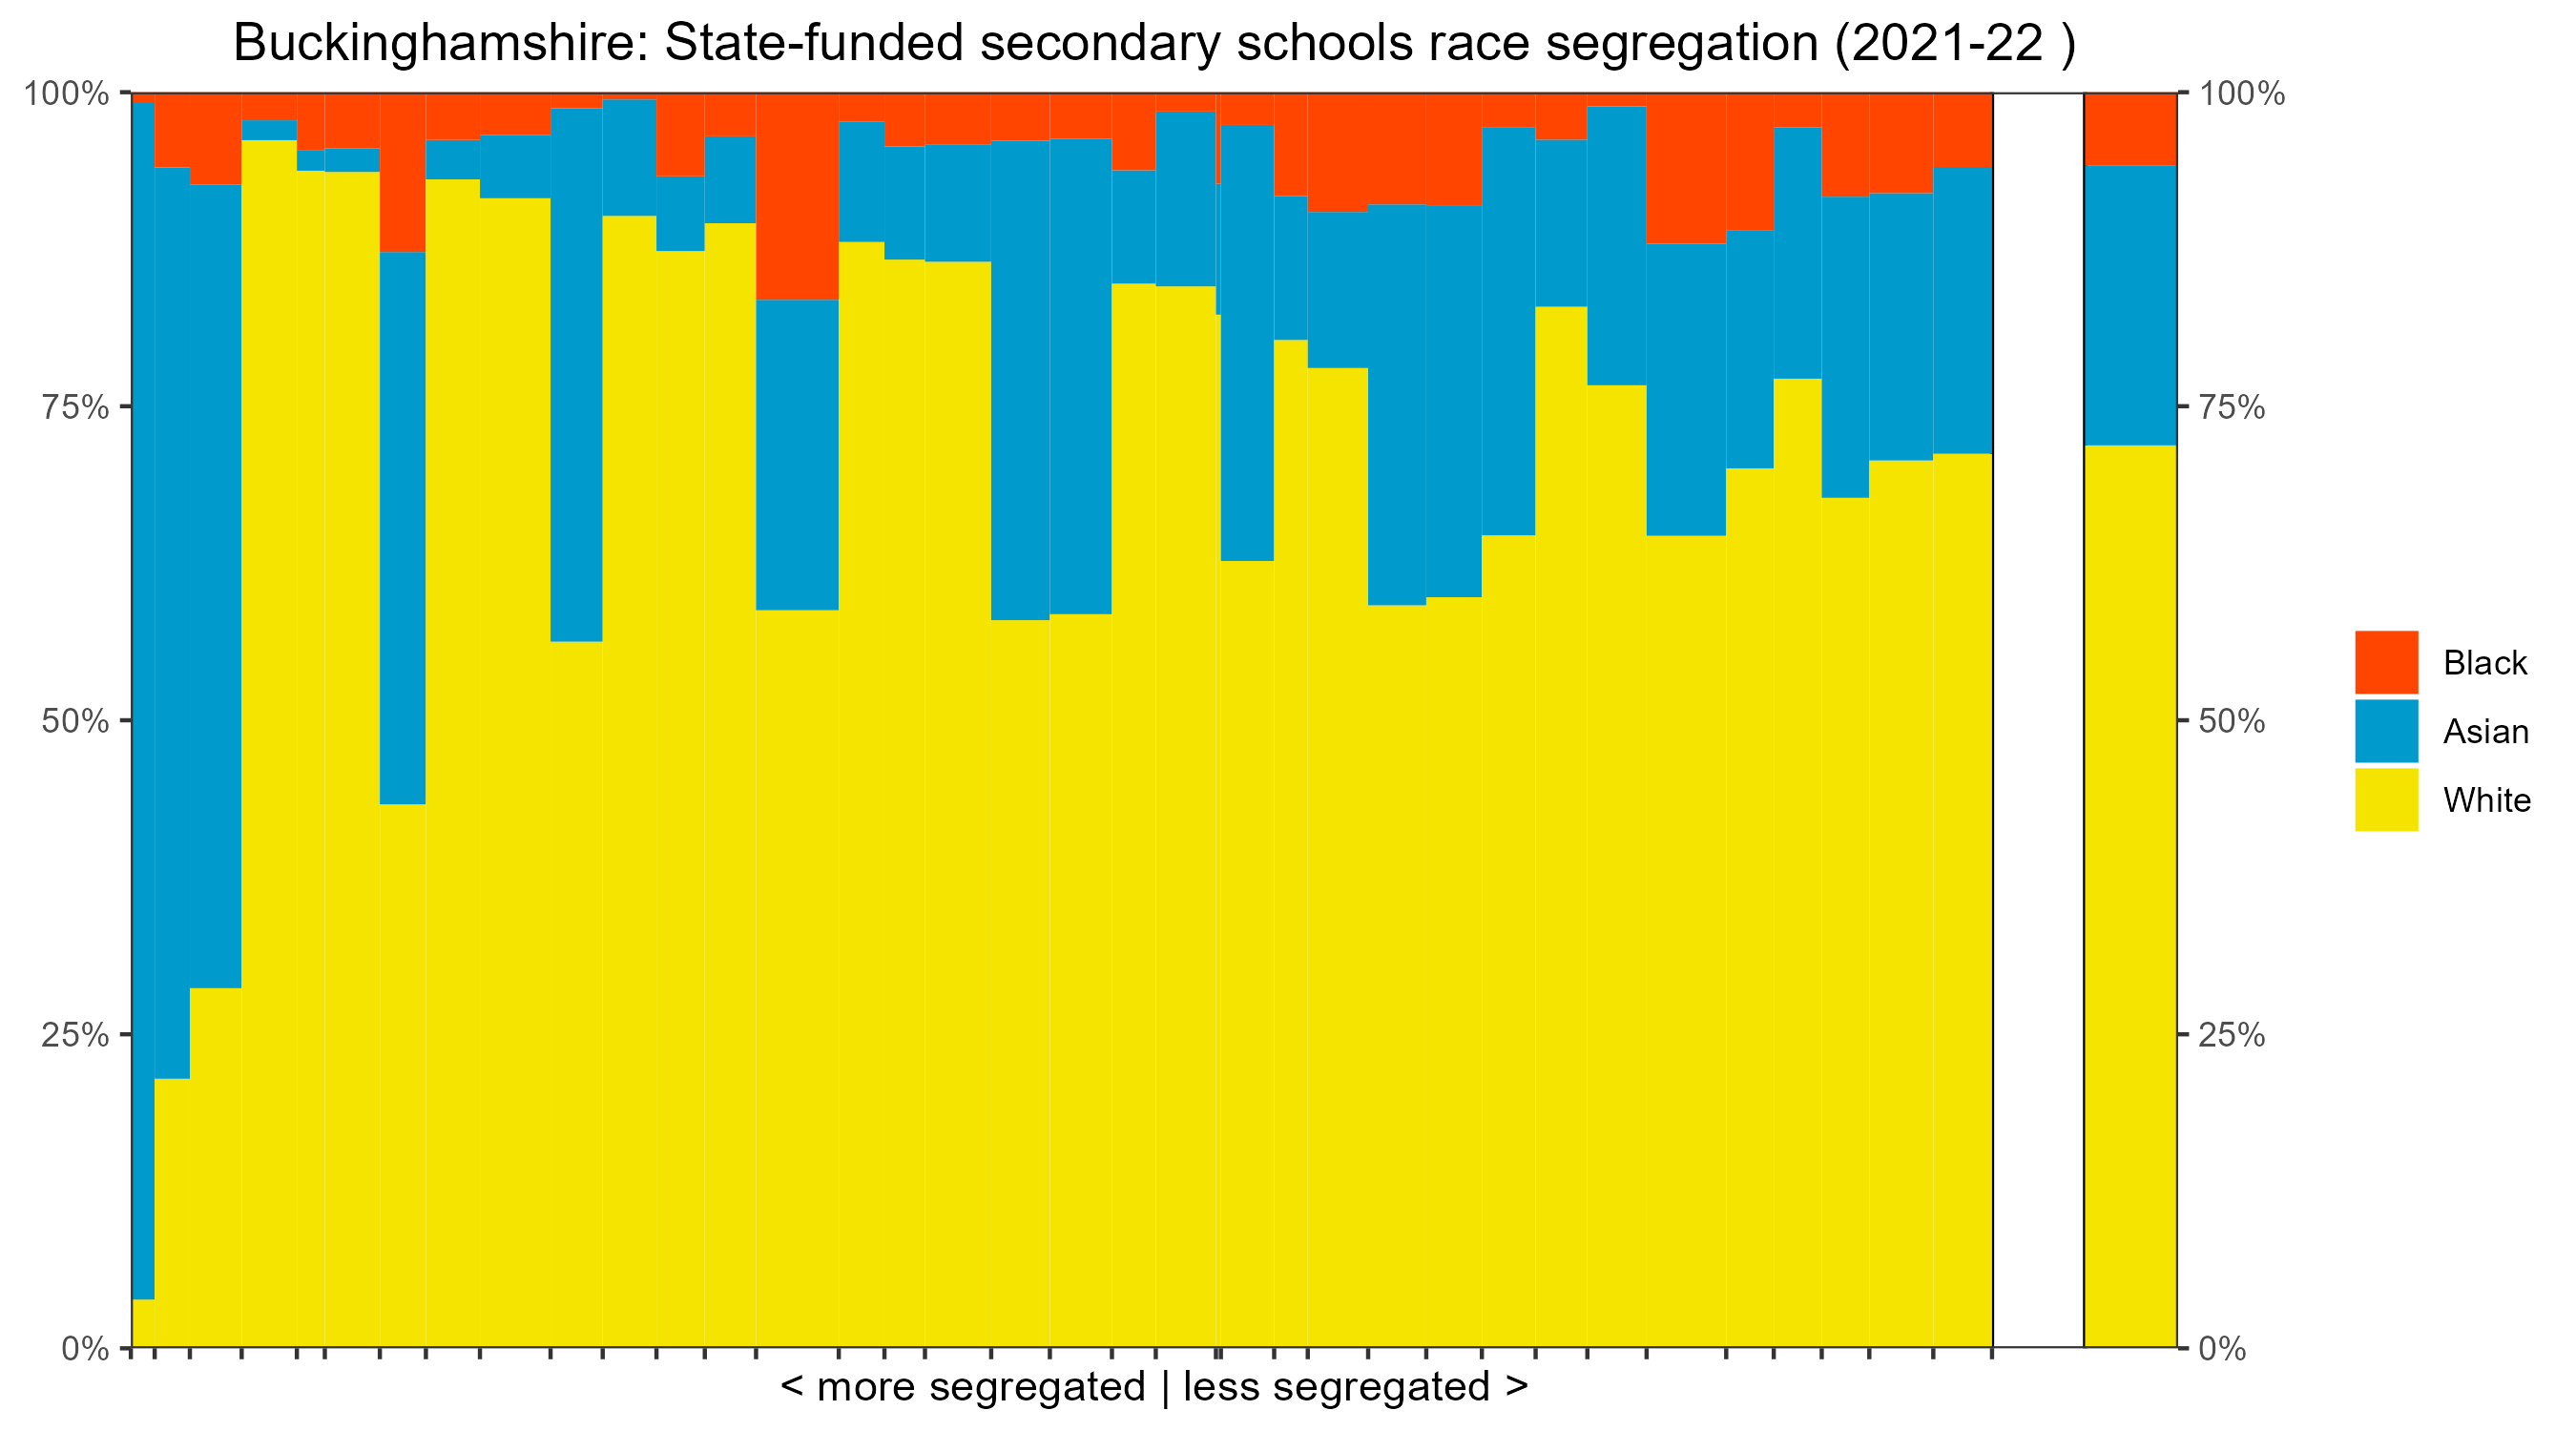 Buckinghamshire: State-funded secondary schools race segregation (2021-22 )
100%
100%
75%
75%
50%
50%
25%
25%
0%
0%
Black
Asian
White
< more segregated | less segregated >